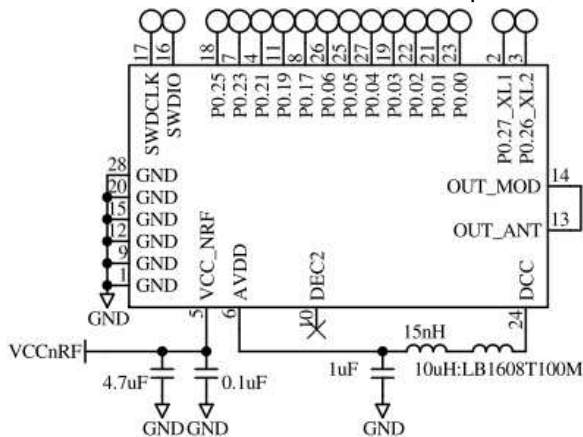 17 16 18 7 4 11 8 26 25 27 19 22 21 23 2 3
SWDCLK SWDIO P0.25 P0.23 P0.21 P0.19 P0.17 P0.06 P0.05 P0.04 P0.03 P0.02 P0.01 P0.00 P0.27_XL1 P0.26_XL2
28 GND
20 GND
15 GND
12 GND
9 GND
1 GND
OUT_MOD 14
OUT_ANT 13
VCC_NRF AVDD DEC2 DCC
GND
5 6 10 24
VCCnRF
15nH
4.7uF 0.1uF 1uF 10uH:LB1608T100M
GND GND GND